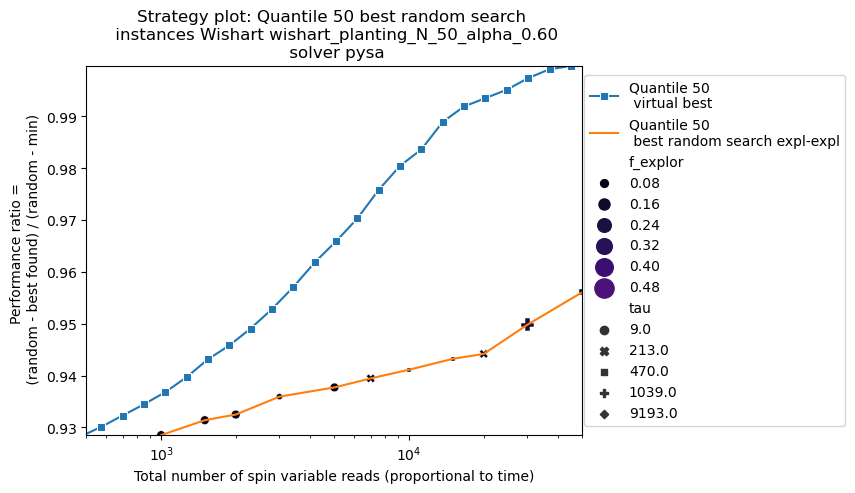 Strategy plot: Quantile 50 best random search
instances Wishart wishart_planting_N_50_alpha_0.60
solver pysa
Performance ratio =
(random - best found) / (random - min)
0.99
0.98
0.97
0.96
0.95
0.94
0.93
10^3
10^4
Total number of spin variable reads (proportional to time)
Quantile 50
virtual best
Quantile 50
best random search expl-expl
f_explor
0.08
0.16
0.24
0.32
0.40
0.48
tau
9.0
213.0
470.0
1039.0
9193.0